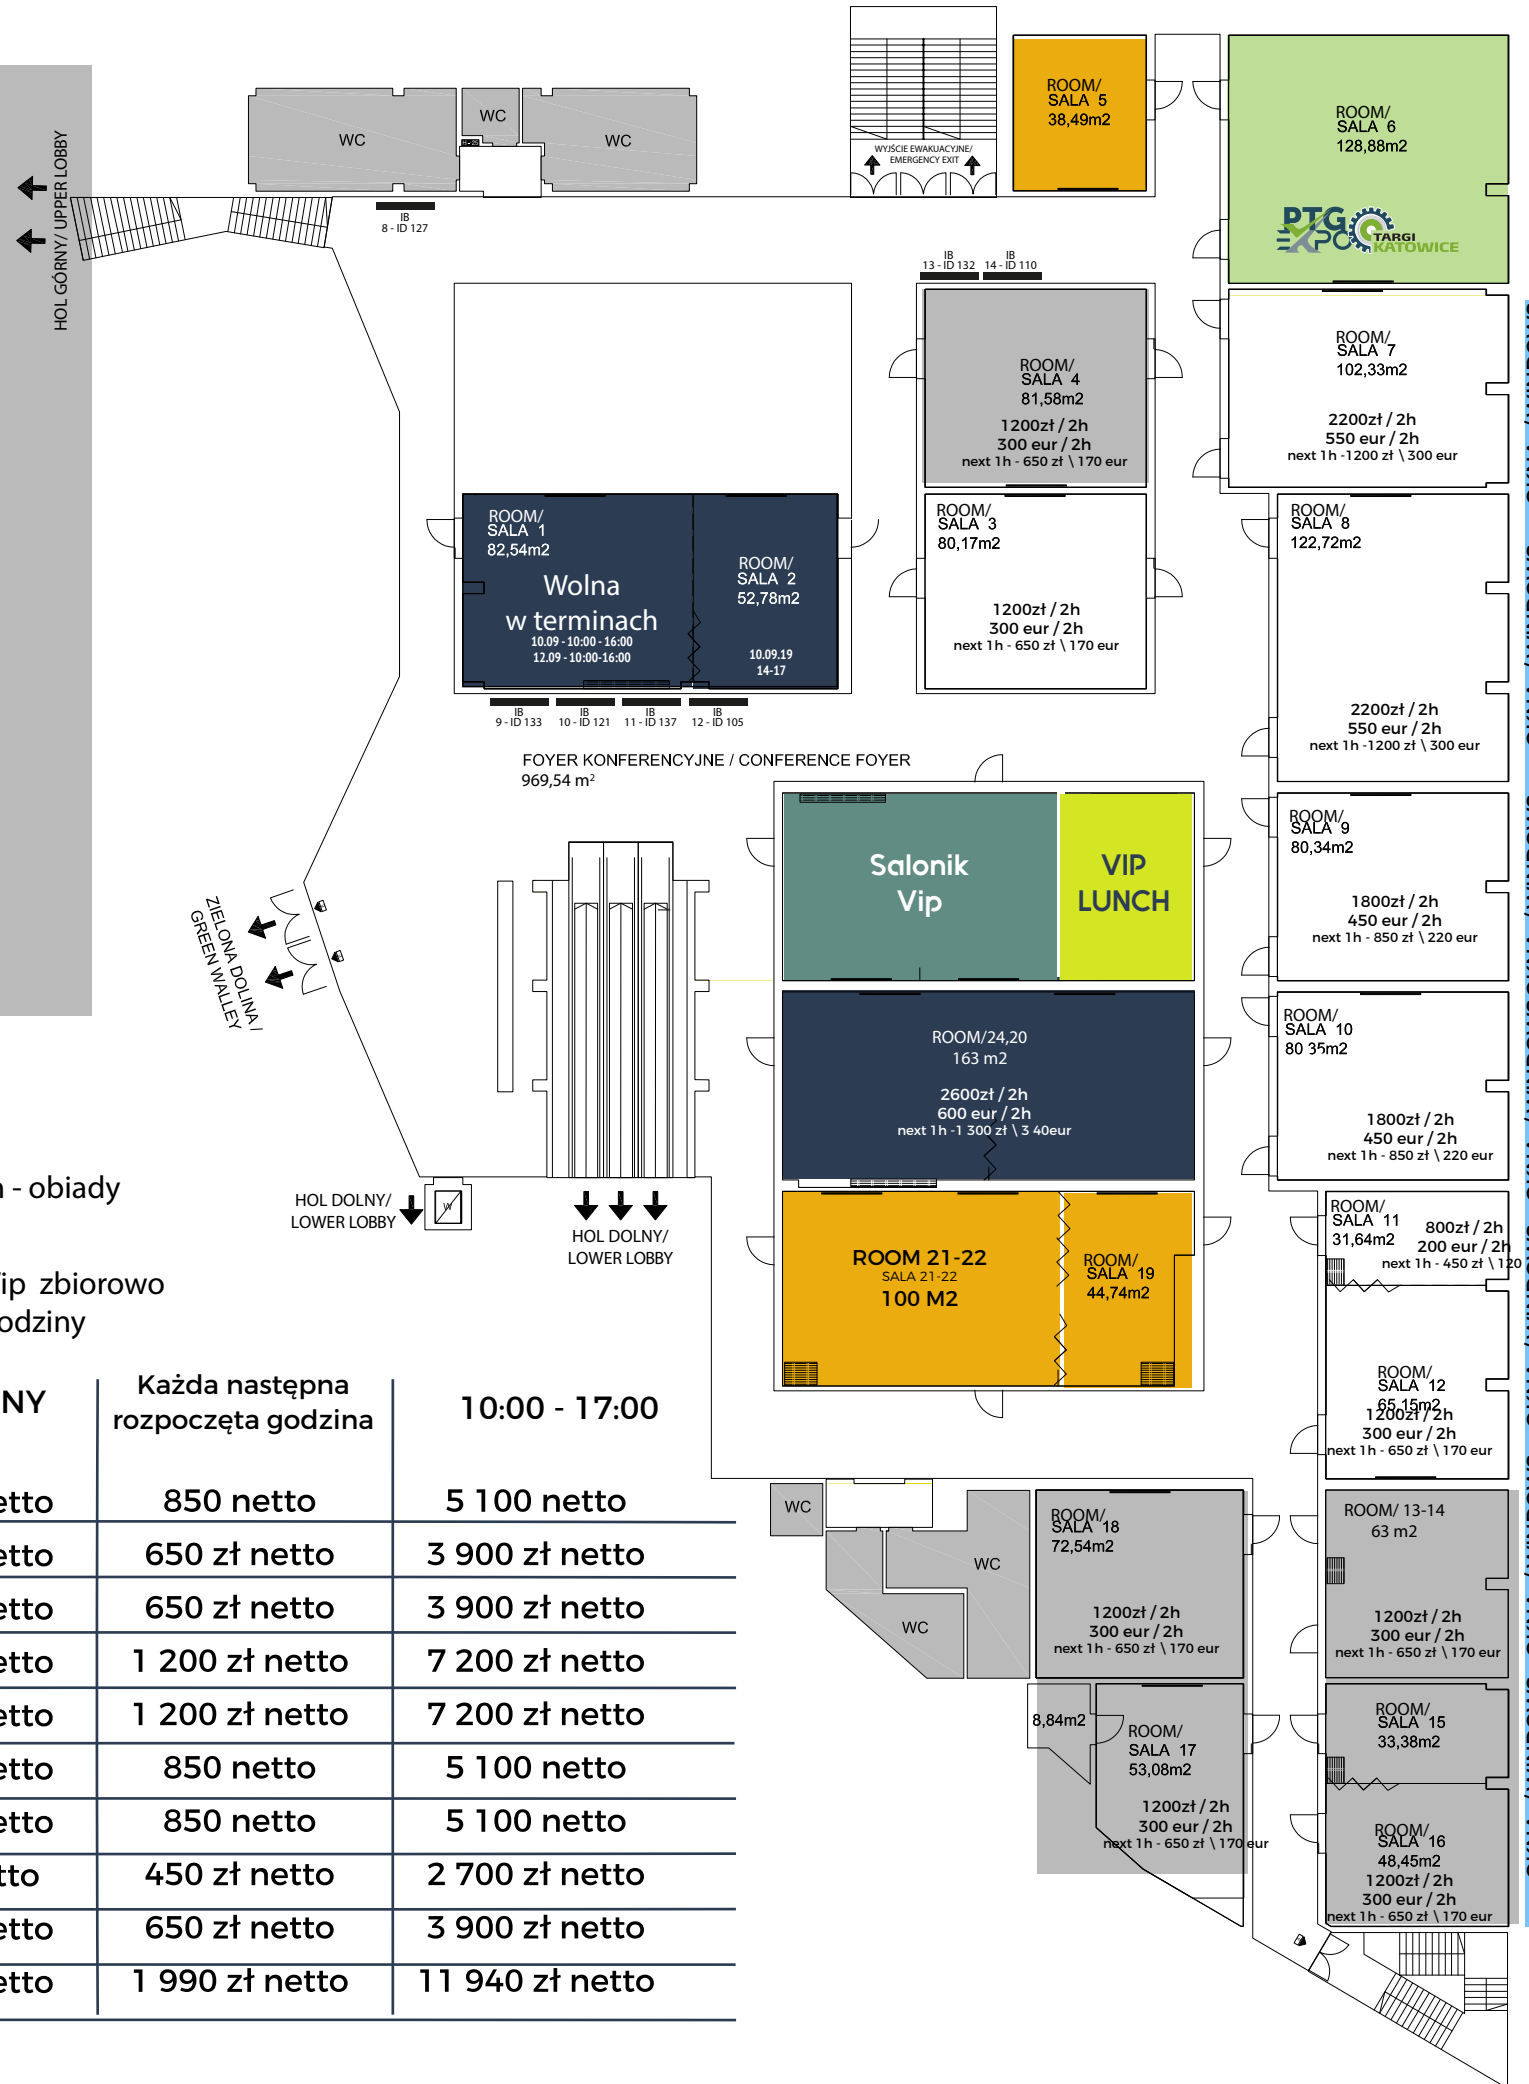 HOL GÓRNY/ UPPER LOBBY
WC
WC
WC
IB
8 - ID 127
WYJŚCIE EWAKUACYJNE/
EMERGENCY EXIT
ROOM/
SALA 5
38,49m2
ROOM/
SALA 6
128,88m2
PTG
EXPO
TARGI
KATOWICE
IB
13 - ID 132
IB
14 - ID 110
ROOM/
SALA 4
81,58m2
1200zł / 2h
300 eur / 2h
next 1h - 650 zł \ 170 eur
ROOM/
SALA 7
102,33m2
2200zł / 2h
550 eur / 2h
next 1h -1200 zł \ 300 eur
ROOM/
SALA 1
82,54m2
Wolna
w terminach
10.09 - 10:00 - 16:00
12.09 - 10:00-16:00
ROOM/
SALA 2
52,78m2
10.09.19
14-17
ROOM/
SALA 3
80,17m2
1200zł / 2h
300 eur / 2h
next 1h - 650 zł \ 170 eur
ROOM/
SALA 8
122,72m2
2200zł / 2h
550 eur / 2h
next 1h -1200 zł \ 300 eur
IB
9 - ID 133
IB
10 - ID 121
IB
11 - ID 137
IB
12 - ID 105
FOYER KONFERENCYJNE / CONFERENCE FOYER
969,54 m²
Salonik
Vip
VIP
LUNCH
ROOM/
SALA 9
80,34m2
1800zł / 2h
450 eur / 2h
next 1h - 850 zł \ 220 eur
ZIELONA DOLINA /
GREEN WALLEY
ROOM/24,20
163 m2
2600zł / 2h
600 eur / 2h
next 1h -1 300 zł \ 3 40eur
ROOM/
SALA 10
80 35m2
1800zł / 2h
450 eur / 2h
next 1h - 850 zł \ 220 eur
- obiady
HOL DOLNY/
LOWER LOBBY
W
HOL DOLNY/
LOWER LOBBY
ROOM 21-22
SALA 21-22
100 M2
ROOM/
SALA 19
44,74m2
ROOM/
SALA 11
31,64m2
800zł / 2h
200 eur / 2h
next 1h - 450 zł \ 120
ip zbiorowo
odziny
ROOM/
SALA 12
65,15m2
1200zł / 2h
300 eur / 2h
next 1h - 650 zł \ 170 eur
NY
Każda następna
rozpoczęta godzina
10:00 - 17:00
etto 850 netto 5 100 netto
etto 650 zł netto 3 900 zł netto
etto 650 zł netto 3 900 zł netto
etto 1 200 zł netto 7 200 zł netto
etto 1 200 zł netto 7 200 zł netto
etto 850 netto 5 100 netto
etto 850 netto 5 100 netto
tto 450 zł netto 2 700 zł netto
etto 650 zł netto 3 900 zł netto
etto 1 990 zł netto 11 940 zł netto
WC
WC
WC
ROOM/
SALA 18
72,54m2
1200zł / 2h
300 eur / 2h
next 1h - 650 zł \ 170 eur
ROOM/ 13-14
63 m2
1200zł / 2h
300 eur / 2h
next 1h - 650 zł \ 170 eur
8,84m2
ROOM/
SALA 17
53,08m2
1200zł / 2h
300 eur / 2h
next 1h - 650 zł \ 170 eur
ROOM/
SALA 15
33,38m2
ROOM/
SALA 16
48,45m2
1200zł / 2h
300 eur / 2h
next 1h - 650 zł \ 170 eur